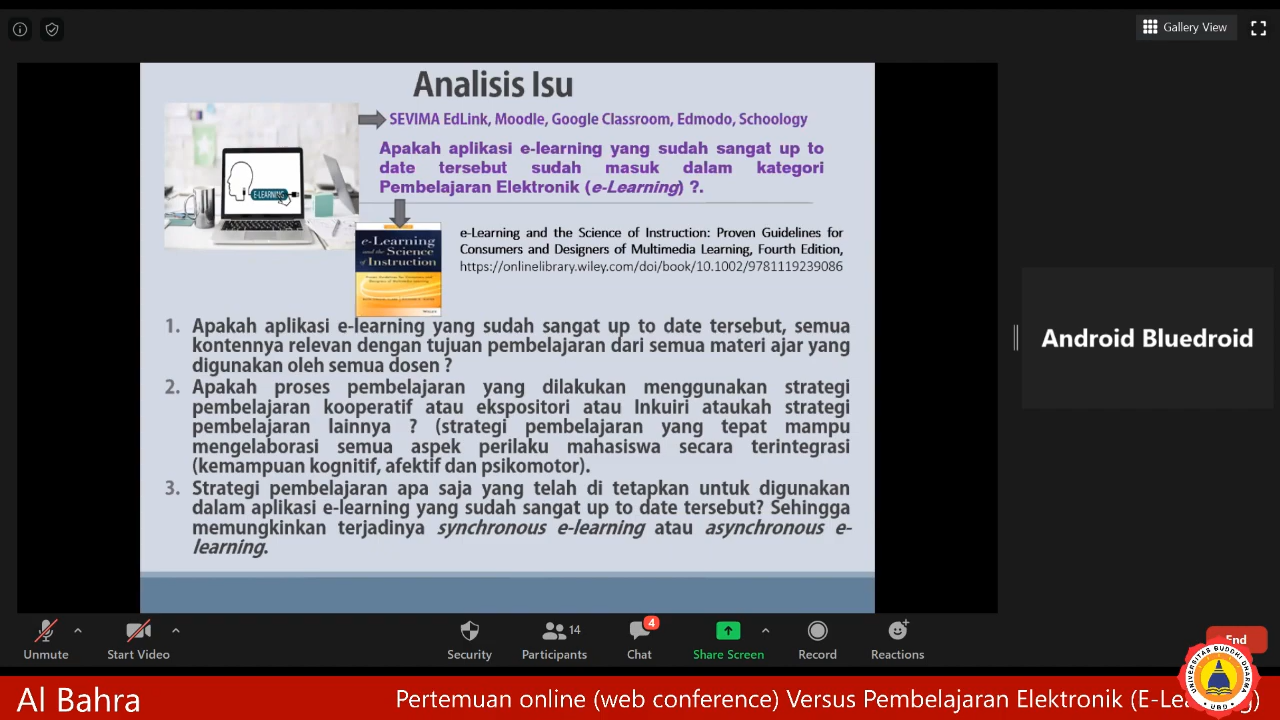 Gallery View
Analisis Isu
SEVIMA EdLink, Moodle, Google Classroom, Edmodo, Schoology
Apakah aplikasi e-learning yang sudah sangat up to
date tersebut sudah masuk dalam kategori
Pembelajaran Elektronik (e-Learning) ?.
E-LEARNING
e-Learning
and the Science
of Instruction
e-Learning and the Science of Instruction: Proven Guidelines for
Consumers and Designers of Multimedia Learning, Fourth Edition,
https://onlinelibrary.wiley.com/doi/book/10.1002/9781119239086
1. Apakah aplikasi e-learning yang sudah sangat up to date tersebut, semua
kontennya relevan dengan tujuan pembelajaran dari semua materi ajar yang
digunakan oleh semua dosen ?
2. Apakah proses pembelajaran yang dilakukan menggunakan strategi
pembelajaran kooperatif atau ekspositori atau Inkuiri ataukah strategi
pembelajaran lainnya ? (strategi pembelajaran yang tepat mampu
mengelaborasi semua aspek perilaku mahasiswa secara terintegrasi
(kemampuan kognitif, afektif dan psikomotor).
3. Strategi pembelajaran apa saja yang telah di tetapkan untuk digunakan
dalam aplikasi e-learning yang sudah sangat up to date tersebut? Sehingga
memungkinkan terjadinya synchronous e-learning atau asynchronous e-
learning.
Android Bluedroid
Unmute
Start Video
Security
Participants 14
Chat 4
Share Screen
Record
Reactions
End
Al Bahra
Pertemuan online (web conference) Versus Pembelajaran Elektronik (E-Le ng)
UNIVERSITAS BUDDHI DHARMA
UBD